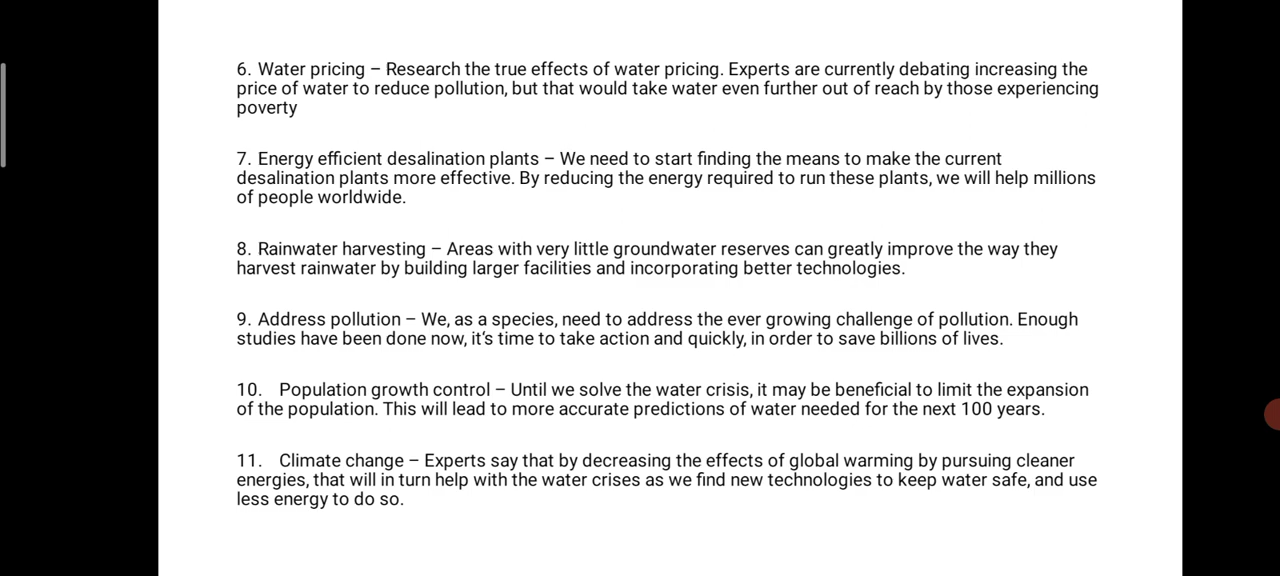 6. Water pricing – Research the true effects of water pricing. Experts are currently debating increasing the
price of water to reduce pollution, but that would take water even further out of reach by those experiencing
poverty
7. Energy efficient desalination plants – We need to start finding the means to make the current
desalination plants more effective. By reducing the energy required to run these plants, we will help millions
of people worldwide.
8. Rainwater harvesting – Areas with very little groundwater reserves can greatly improve the way they
harvest rainwater by building larger facilities and incorporating better technologies.
9. Address pollution – We, as a species, need to address the ever growing challenge of pollution. Enough
studies have been done now, it‘s time to take action and quickly, in order to save billions of lives.
10. Population growth control – Until we solve the water crisis, it may be beneficial to limit the expansion
of the population. This will lead to more accurate predictions of water needed for the next 100 years.
11. Climate change – Experts say that by decreasing the effects of global warming by pursuing cleaner
energies, that will in turn help with the water crises as we find new technologies to keep water safe, and use
less energy to do so.